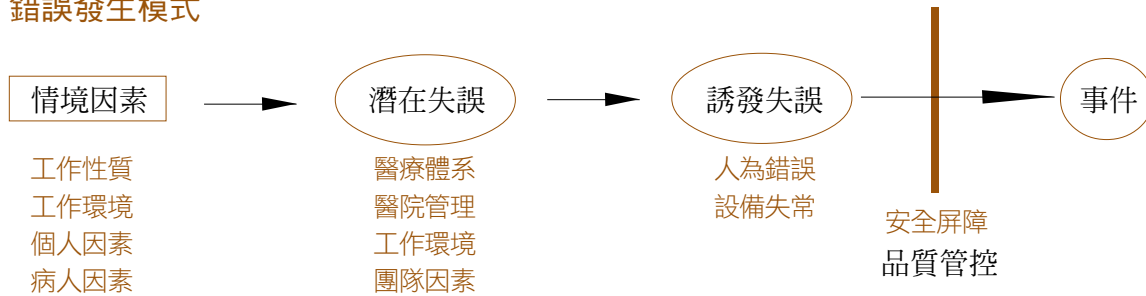 錯誤發生模式
情境因素
潛在失誤
誘發失誤
事件
工作性質
工作環境
個人因素
病人因素
醫療體系
醫院管理
工作環境
團隊因素
人為錯誤
設備失常
安全屏障
品質管控